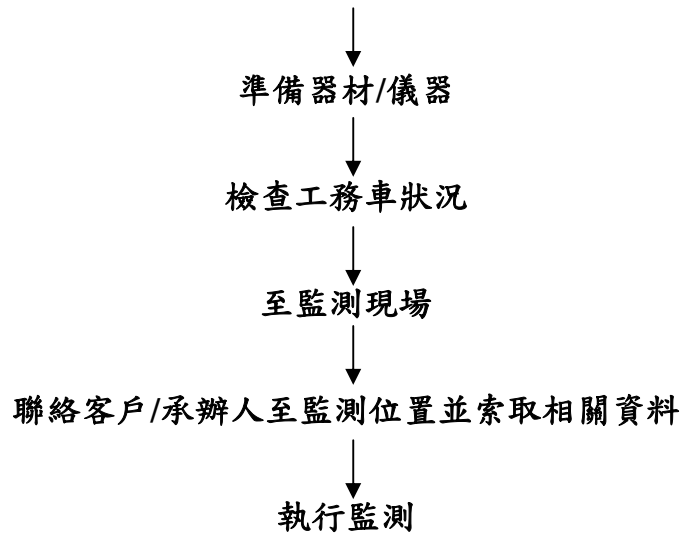 準備器材/儀器
檢查工務車狀況
至監測現場
聯絡客戶/承辦人至監測位置並索取相關資料
執行監測